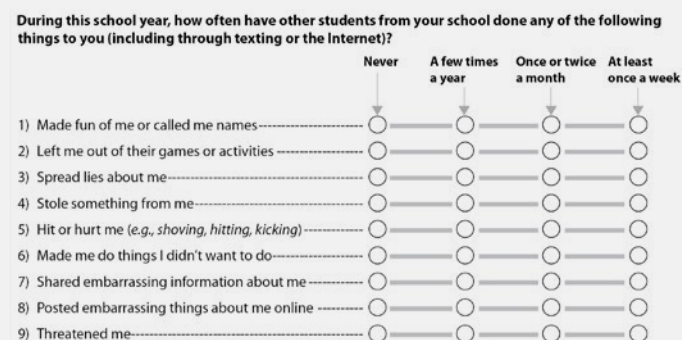 During this school year, how often have other students from your school done any of the following
things to you (including through texting or the Internet)?
Never A few times a year Once or twice a month At least once a week
1) Made fun of me or called me names
2) Left me out of their games or activities
3) Spread lies about me
4) Stole something from me
5) Hit or hurt me (e.g., shoving, hitting, kicking)
6) Made me do things I didn't want to do
7) Shared embarrassing information about me
8) Posted embarrassing things about me online
9) Threatened me